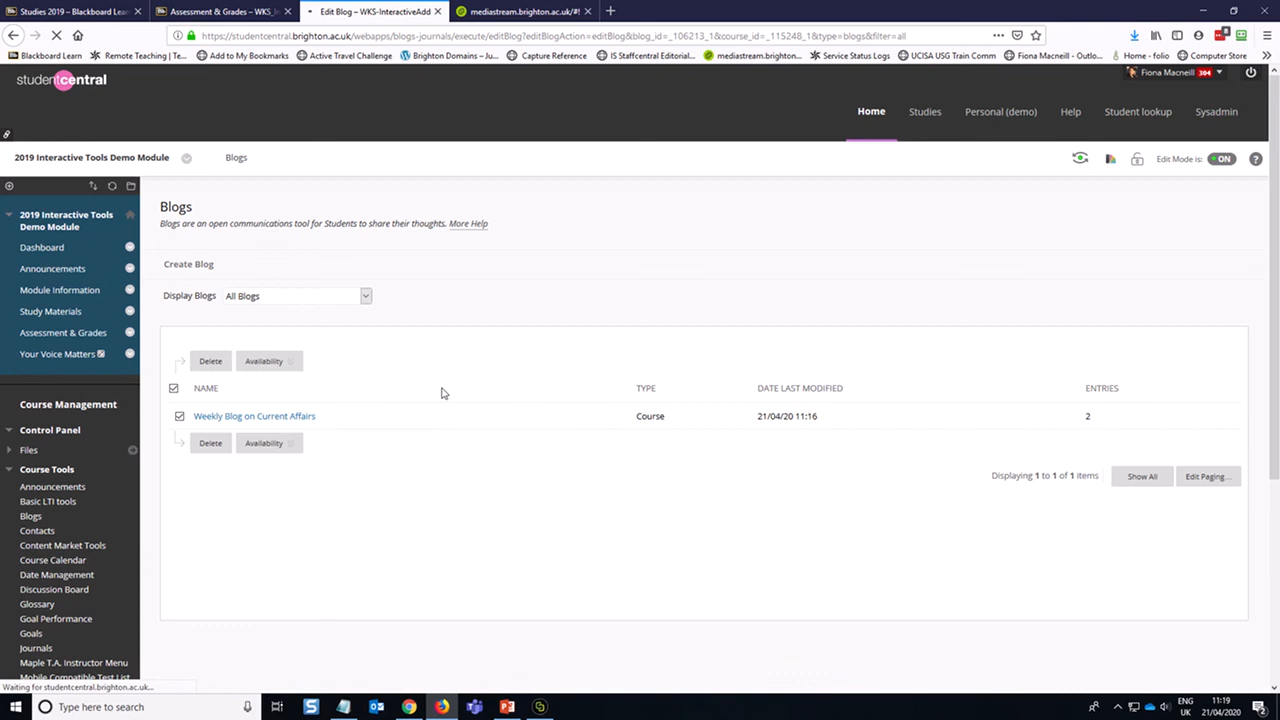 Studies 2019 – Blackboard Lea
Assessment & Grades – WKS_I
Edit Blog – WKS-InteractiveAdd
mediastream.brighton.ac.uk/#!
https://studentcentral.brighton.ac.uk/webapps/blogs-journals/execute/editBlog?editBlogAction=editBlog&blog_id=_106213_1&course_id=_115248_1&type=blogs&filter=all
Blackboard Learn
Remote Teaching | Te...
Add to My Bookmarks
Active Travel Challenge
Brighton Domains – Ju...
Capture Reference
IS Staffcentral Editorial...
mediastream.brighton...
Service Status Logs
UCISA USG Train Comm
Fiona Macneill - Outlo...
Home - folio
Computer Store
studentcentral
Fiona Macneill 304
Home
Studies
Personal (demo)
Help
Student lookup
Sysadmin
2019 Interactive Tools Demo Module
Blogs
Edit Mode is: ON
2019 Interactive Tools
Demo Module
Dashboard
Announcements
Module Information
Study Materials
Assessment & Grades
Your Voice Matters
Course Management
Control Panel
Files
Course Tools
Announcements
Basic LTI tools
Blogs
Contacts
Content Market Tools
Course Calendar
Date Management
Discussion Board
Glossary
Goal Performance
Goals
Journals
Maple T.A. Instructor Menu
Mobile Compatible Test List
Blogs
Blogs are an open communications tool for Students to share their thoughts. More Help
Create Blog
Display Blogs All Blogs
Delete Availability
NAME TYPE DATE LAST MODIFIED ENTRIES
Weekly Blog on Current Affairs Course 21/04/20 11:16 2
Delete Availability
Displaying 1 to 1 of 1 items Show All Edit Paging...
Waiting for studentcentral.brighton.ac.uk...
Type here to search
ENG
UK
11:19
21/04/2020
2